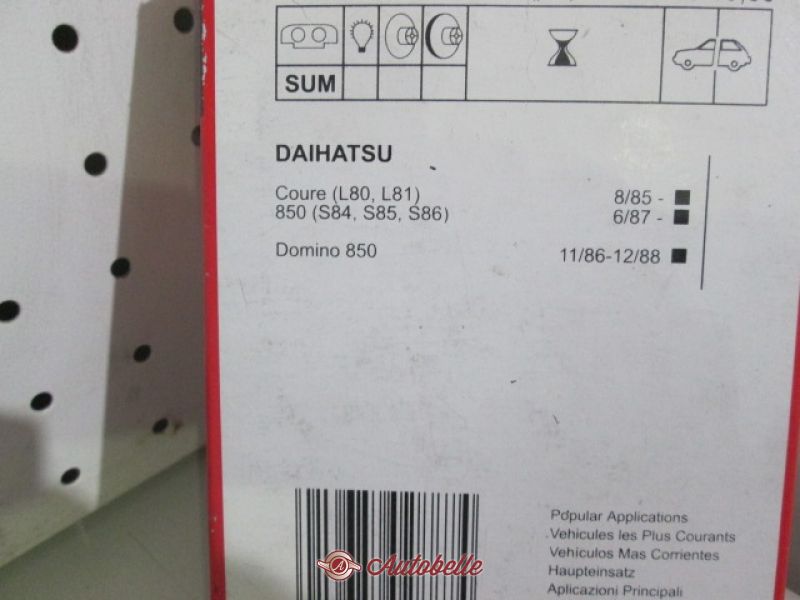 SUM
DAIHATSU
Coure (L80, L81) 8/85 -
850 (S84, S85, S86) 6/87 -
Domino 850 11/86-12/88
Popular Applications
Vehicules les Plus Courants
Vehiculos Mas Corrientes
Haupteinsatz
Aplicazioni Principali
A Autobelle